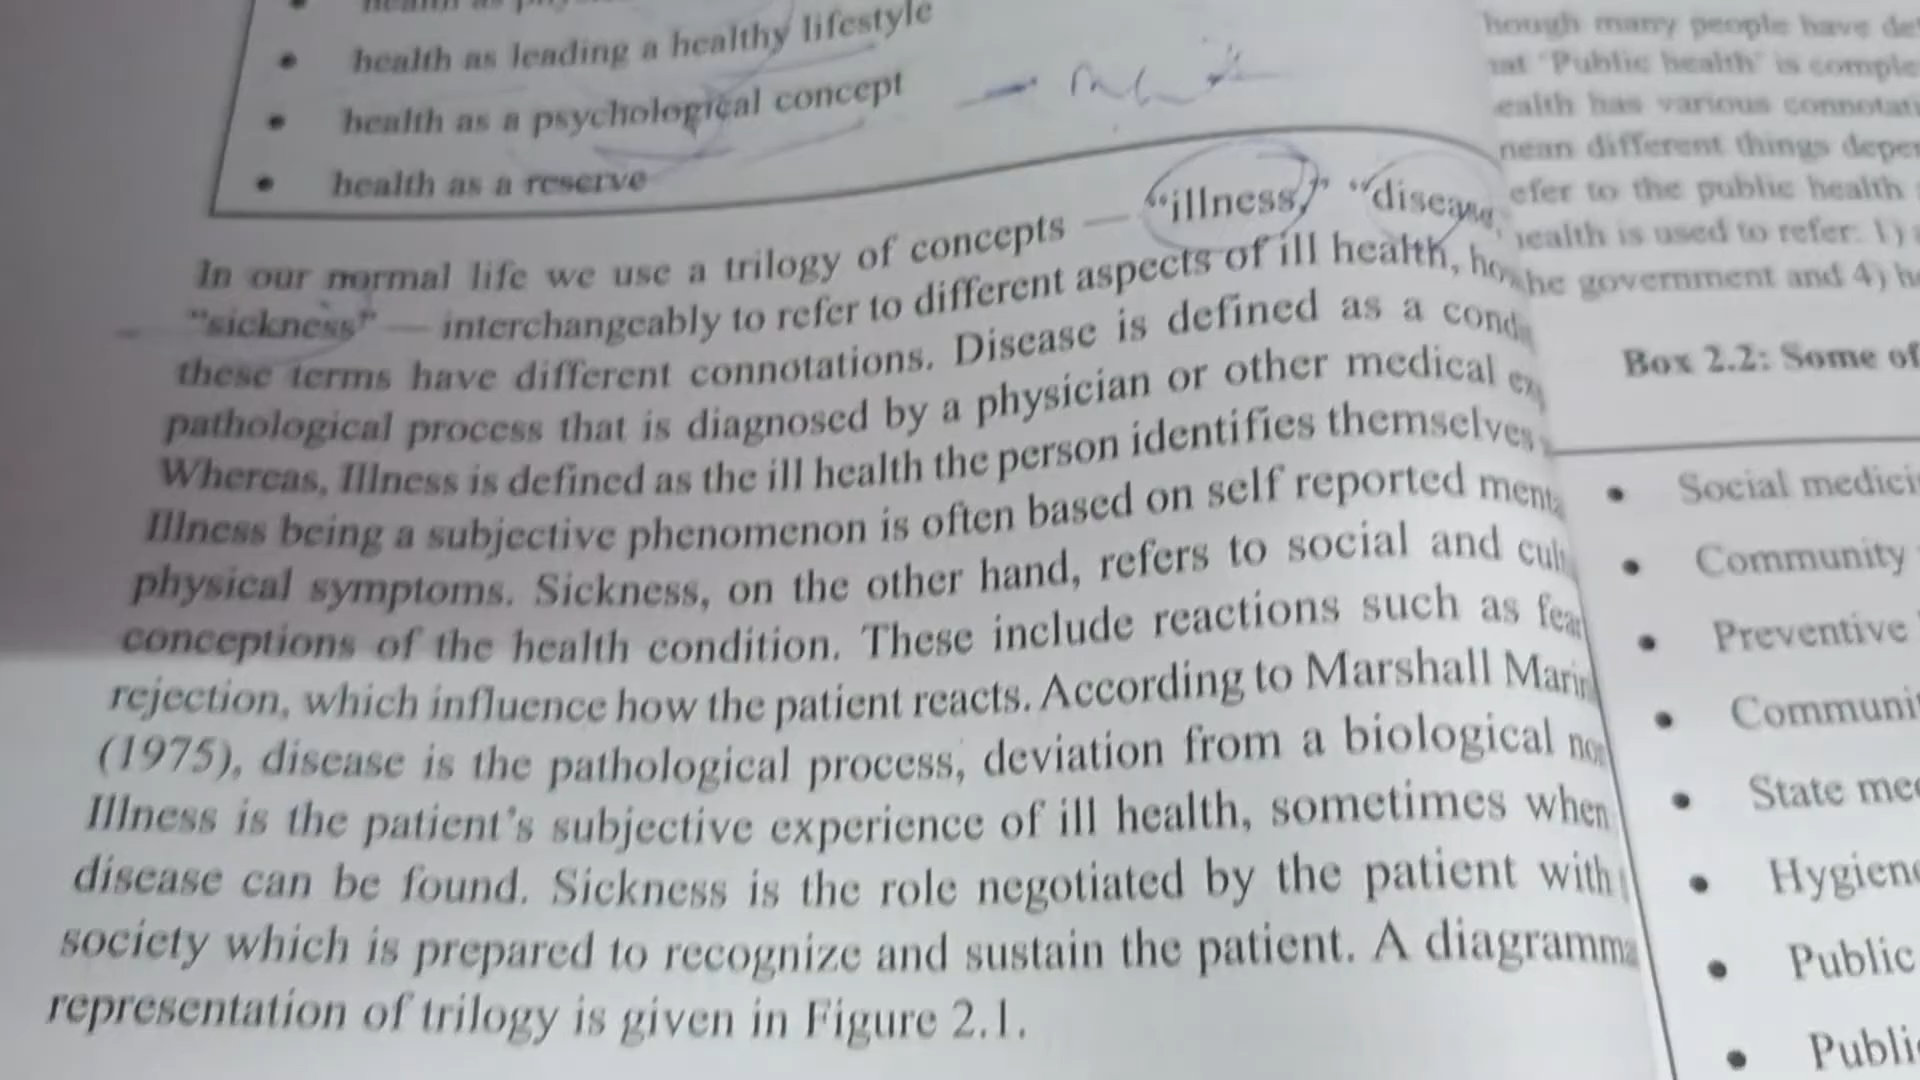 health as leading a healthy lifestyle
health as a psychological concept
health as a reserve
In our normal life we use a trilogy of concepts — “illness,” “disease,
“sickness” — interchangeably to refer to different aspects of ill health,
these terms have different connotations. Disease is defined as a
pathological process that is diagnosed by a physician or other medical
Whereas, Illness is defined as the ill health the person identifies themselves
Illness being a subjective phenomenon is often based on self reported
physical symptoms. Sickness, on the other hand, refers to social and
conceptions of the health condition. These include reactions such as
rejection, which influence how the patient reacts. According to Marshall
(1975), disease is the pathological process, deviation from a biological
Illness is the patient's subjective experience of ill health, sometimes when
disease can be found. Sickness is the role negotiated by the patient with
society which is prepared to recognize and sustain the patient. A
representation of trilogy is given in Figure 2.1.
many people have
“Public health” is
has various
different things
to the public health
is used to refer: 1)
government and 4)
Box 2.2: Some of
Social
Community
Preventive
State
Public